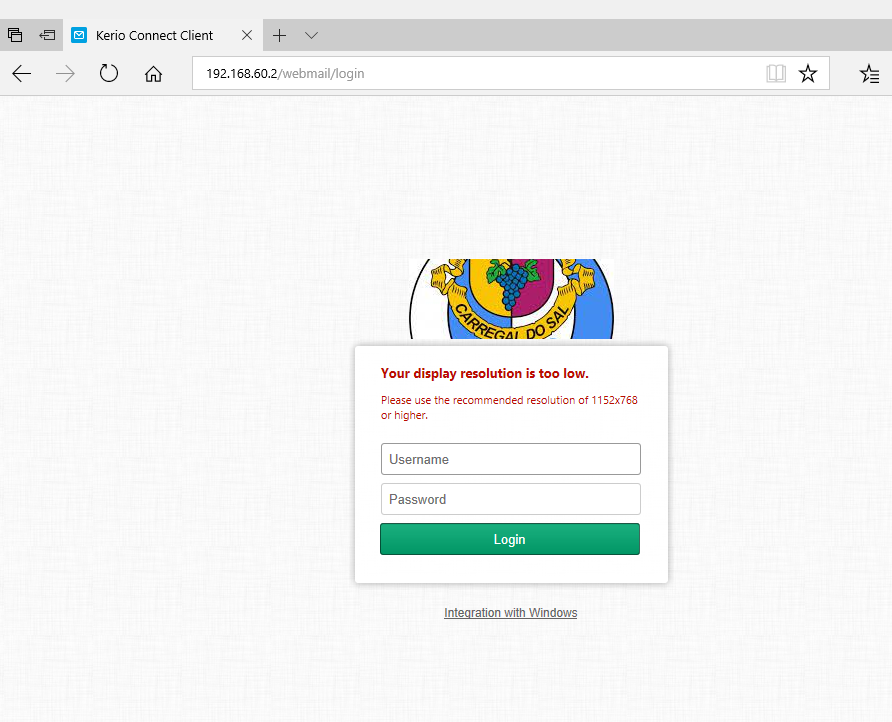 Kerio Connect Client
192.168.60.2/webmail/login
CARREGAL DO SAL
Your display resolution is too low.
Please use the recommended resolution of 1152x768
or higher.
Username
Password
Login
Integration with Windows